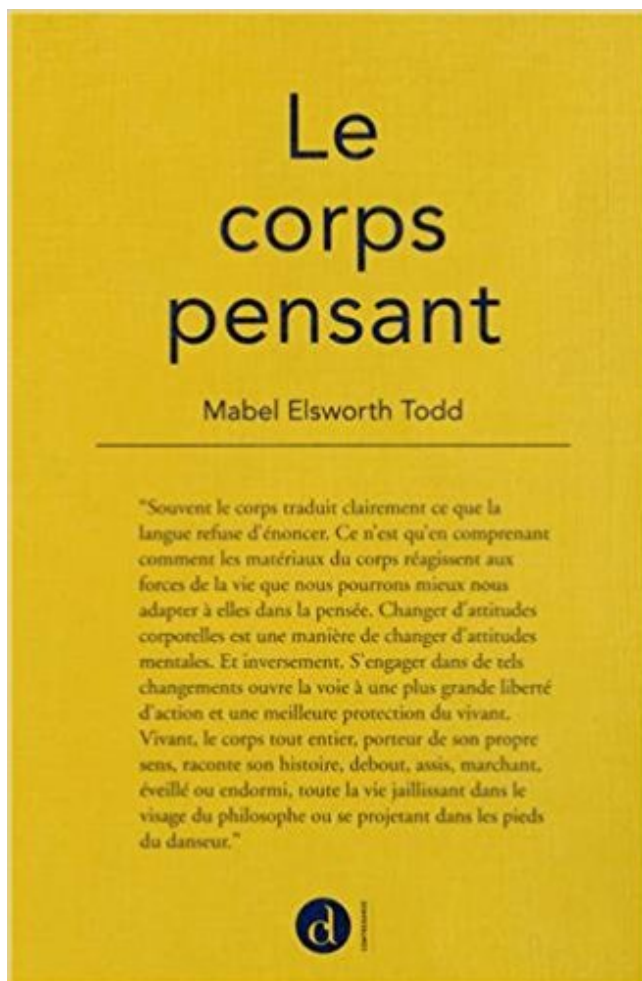 Le
corps
pensant
Mabel Elsworth Todd
"Souvent le corps traduit clairement ce que la
langue refuse d'énoncer. Ce n'est qu'en comprenant
comment les matériaux du corps réagissent aux
forces de la vie que nous pourrons mieux nous
adapter à elles dans la pensée. Changer d'attitudes
corporelles est une manière de changer d'attitudes
mentales. Et inversement. S'engager dans de tels
changements ouvre la voie à une plus grande liberté
d'action et une meilleure protection du vivant.
Vivant, le corps tout entier, porteur de son propre
sens, raconte son histoire, debout, assis, marchant,
éveillé ou endormi, toute la vie jaillissant dans le
visage du philosophe ou se projetant dans les pieds
du danseur."
cd
CONTREDANSE